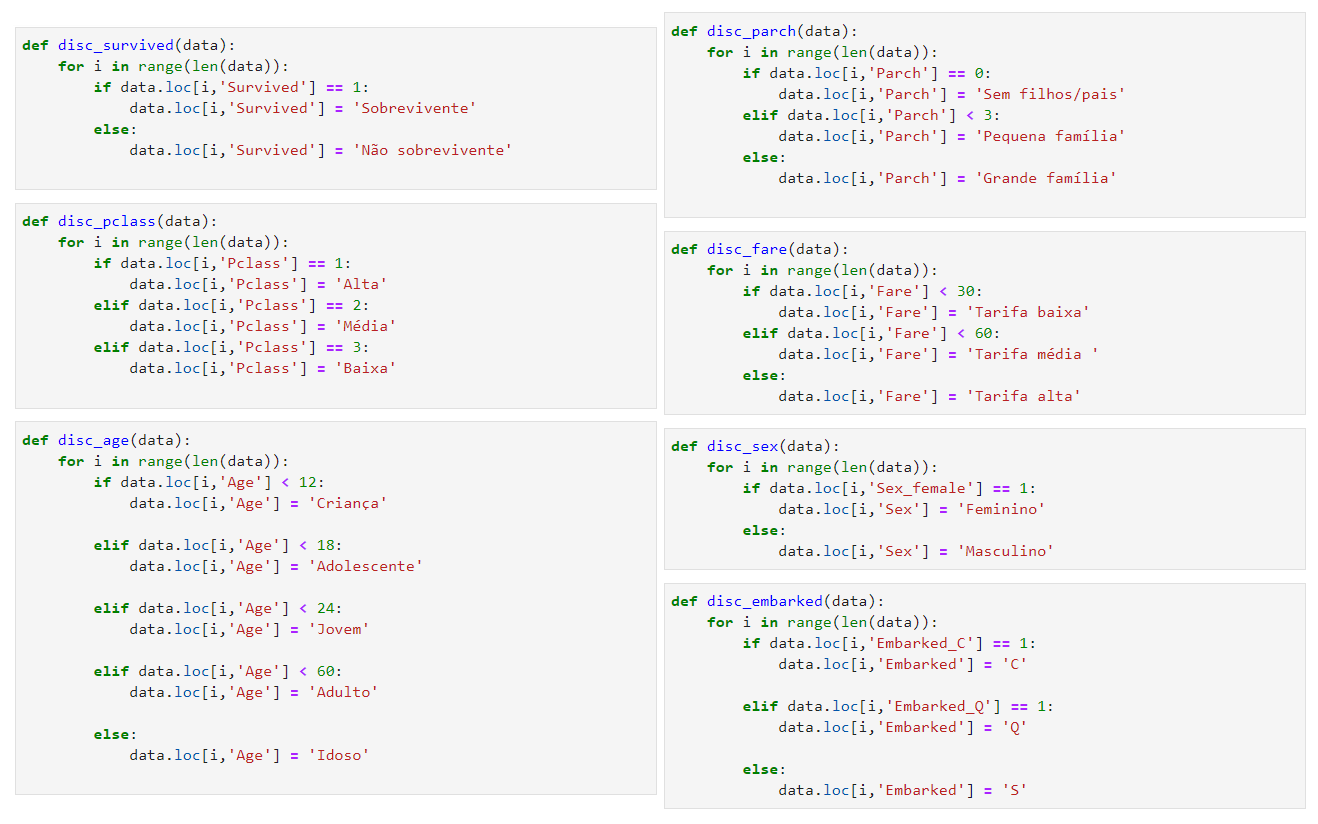 def disc_survived(data):
    for i in range(len(data)):
        if data.loc[i,'Survived'] == 1:
            data.loc[i,'Survived'] = 'Sobrevivente'
        else:
            data.loc[i,'Survived'] = 'Não sobrevivente'
def disc_pclass(data):
    for i in range(len(data)):
        if data.loc[i,'Pclass'] == 1:
            data.loc[i,'Pclass'] = 'Alta'
        elif data.loc[i,'Pclass'] == 2:
            data.loc[i,'Pclass'] = 'Média'
        elif data.loc[i,'Pclass'] == 3:
            data.loc[i,'Pclass'] = 'Baixa'
def disc_age(data):
    for i in range(len(data)):
        if data.loc[i,'Age'] < 12:
            data.loc[i,'Age'] = 'Criança'
        elif data.loc[i,'Age'] < 18:
            data.loc[i,'Age'] = 'Adolescente'
        elif data.loc[i,'Age'] < 24:
            data.loc[i,'Age'] = 'Jovem'
        elif data.loc[i,'Age'] < 60:
            data.loc[i,'Age'] = 'Adulto'
        else:
            data.loc[i,'Age'] = 'Idoso'
def disc_parch(data):
    for i in range(len(data)):
        if data.loc[i,'Parch'] == 0:
            data.loc[i,'Parch'] = 'Sem filhos/pais'
        elif data.loc[i,'Parch'] < 3:
            data.loc[i,'Parch'] = 'Pequena família'
        else:
            data.loc[i,'Parch'] = 'Grande família'
def disc_fare(data):
    for i in range(len(data)):
        if data.loc[i,'Fare'] < 30:
            data.loc[i,'Fare'] = 'Tarifa baixa'
        elif data.loc[i,'Fare'] < 60:
            data.loc[i,'Fare'] = 'Tarifa média '
        else:
            data.loc[i,'Fare'] = 'Tarifa alta'
def disc_sex(data):
    for i in range(len(data)):
        if data.loc[i,'Sex_female'] == 1:
            data.loc[i,'Sex'] = 'Feminino'
        else:
            data.loc[i,'Sex'] = 'Masculino'
def disc_embarked(data):
    for i in range(len(data)):
        if data.loc[i,'Embarked_C'] == 1:
            data.loc[i,'Embarked'] = 'C'
        elif data.loc[i,'Embarked_Q'] == 1:
            data.loc[i,'Embarked'] = 'Q'
        else:
            data.loc[i,'Embarked'] = 'S'